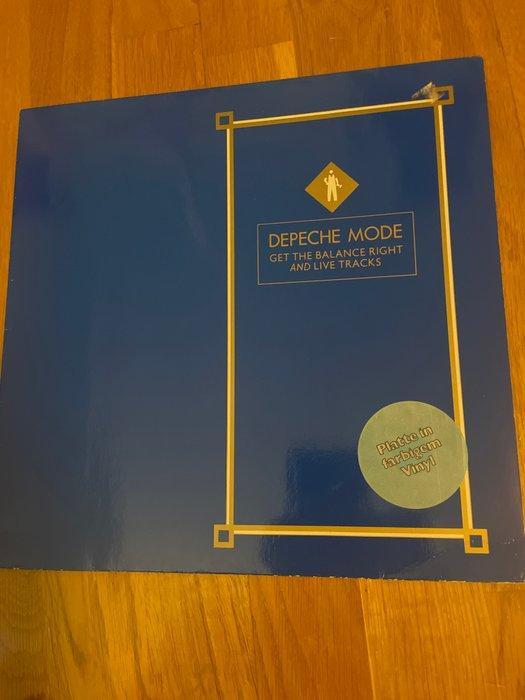 DEPECHE MODE
GET THE BALANCE RIGHT
AND LIVE TRACKS
Platte in
farbigem
Vinyl